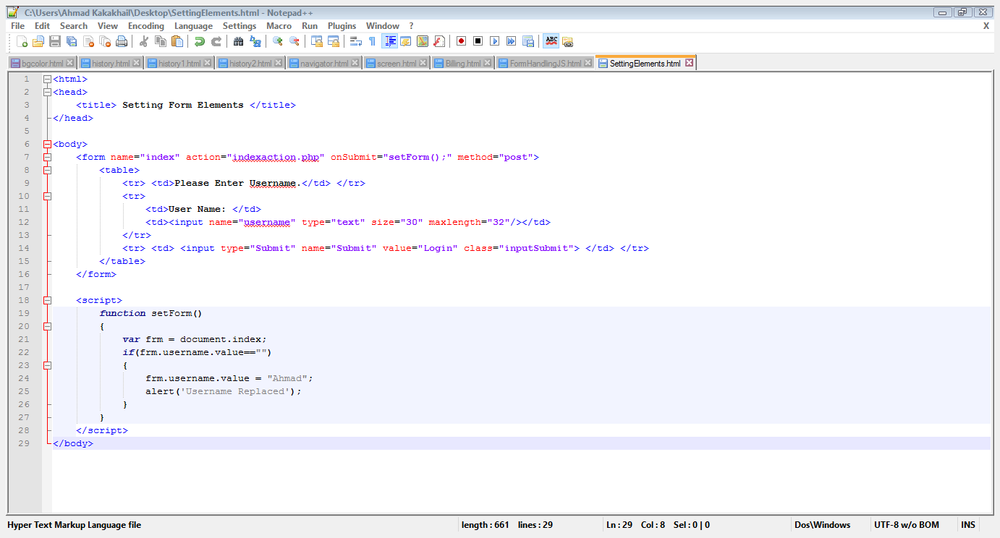 C:\Users\Ahmad Kakakhail\Desktop\SettingElements.html - Notepad++
File Edit Search View Encoding Language Settings Macro Run Plugins Window ? X
ABC
bgcolor.html history.html history1.html history2.html navigator.html screen.html Billing.html FormHandlingJS.html SettingElements.html
1 <html>
2 <head>
3 <title> Setting Form Elements </title>
4 </head>
5
6 <body>
7 <form name="index" action="indexaction.php" onSubmit="setForm();" method="post">
8 <table>
9 <tr> <td>Please Enter Username.</td> </tr>
10 <tr>
11 <td>User Name: </td>
12 <td><input name="username" type="text" size="30" maxlength="32"/></td>
13 </tr>
14 <tr> <td> <input type="Submit" name="Submit" value="Login" class="inputSubmit"> </td> </tr>
15 </table>
16 </form>
17
18 <script>
19 function setForm()
20 {
21 var frm = document.index;
22 if(frm.username.value=="")
23 {
24 frm.username.value = "Ahmad";
25 alert('Username Replaced');
26 }
27 }
28 </script>
29 </body>
Hyper Text Markup Language file length : 661 lines : 29 Ln : 29 Col : 8 Sel : 0 | 0 Dos\Windows UTF-8 w/o BOM INS